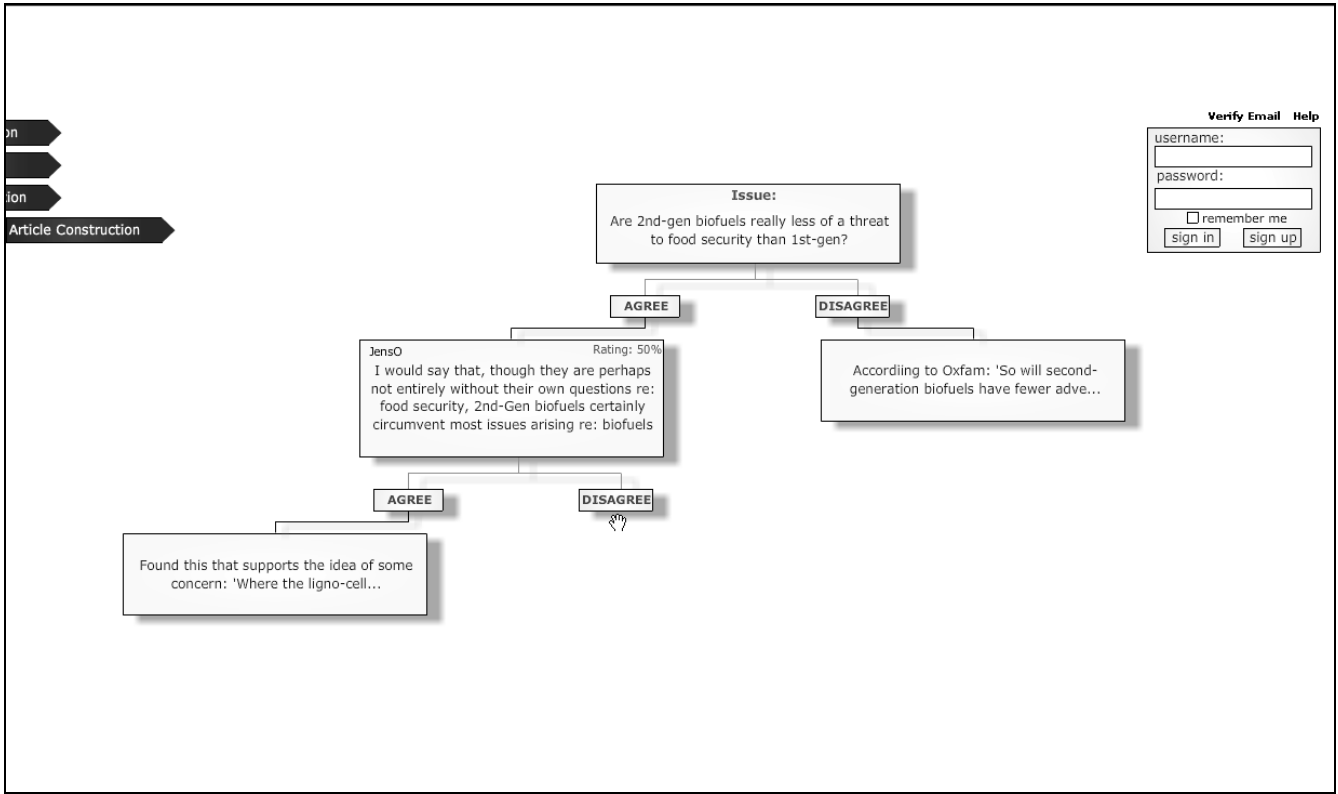 Verify Email Help
username:
password:
remember me
sign in sign up
on
ion
Article Construction
Issue:
Are 2nd-gen biofuels really less of a threat
to food security than 1st-gen?
AGREE
DISAGREE
JensO
Rating: 50%
I would say that, though they are perhaps
not entirely without their own questions re:
food security, 2nd-Gen biofuels certainly
circumvent most issues arising re: biofuels
Accordiing to Oxfam: 'So will second-
generation biofuels have fewer adve...
AGREE
DISAGREE
Found this that supports the idea of some
concern: 'Where the ligno-cell...